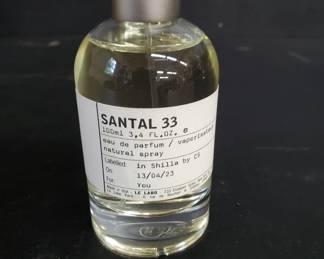 SANTAL 33
100ml 3,4 FL.OZ. e
eau de parfum / vaporisateur
natural spray
Labelled: in Shilla by CS
On: 13/04/23
For: You
LE LABO